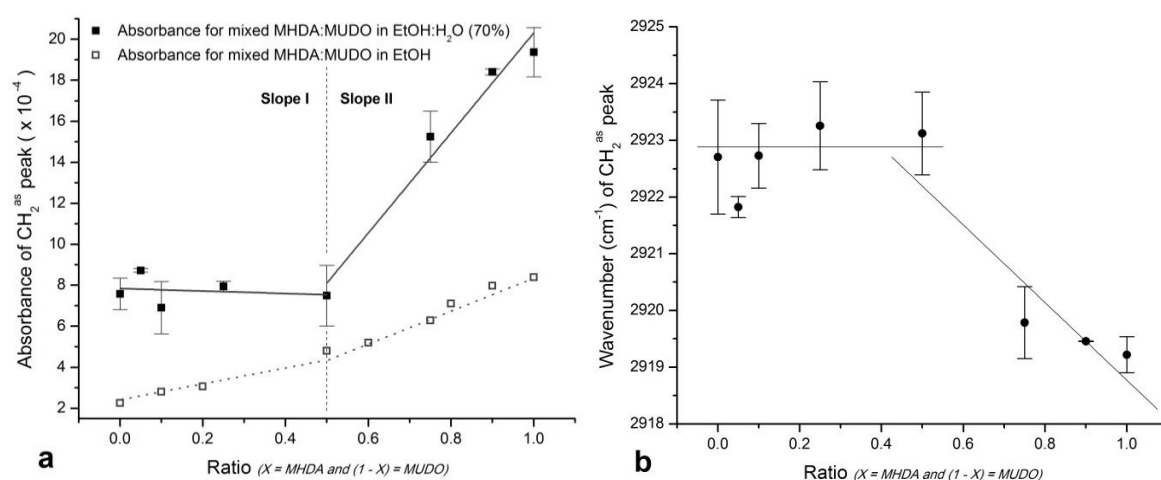 Absorbance for mixed MHDA:MUDO in EtOH:H₂O (70%)
Absorbance for mixed MHDA:MUDO in EtOH
Slope I
Slope II
Absorbance of CH₂ᵃˢ peak ( x 10⁻⁴)
20
18
16
14
12
10
8
6
4
2
0.0 0.2 0.4 0.6 0.8 1.0
a
Ratio (X = MHDA and (1 - X) = MUDO)
Wavenumber (cm⁻¹) of CH₂ᵃˢ peak
2925
2924
2923
2922
2921
2920
2919
2918
0.0 0.2 0.4 0.6 0.8 1.0
b
Ratio (X = MHDA and (1 - X) = MUDO)